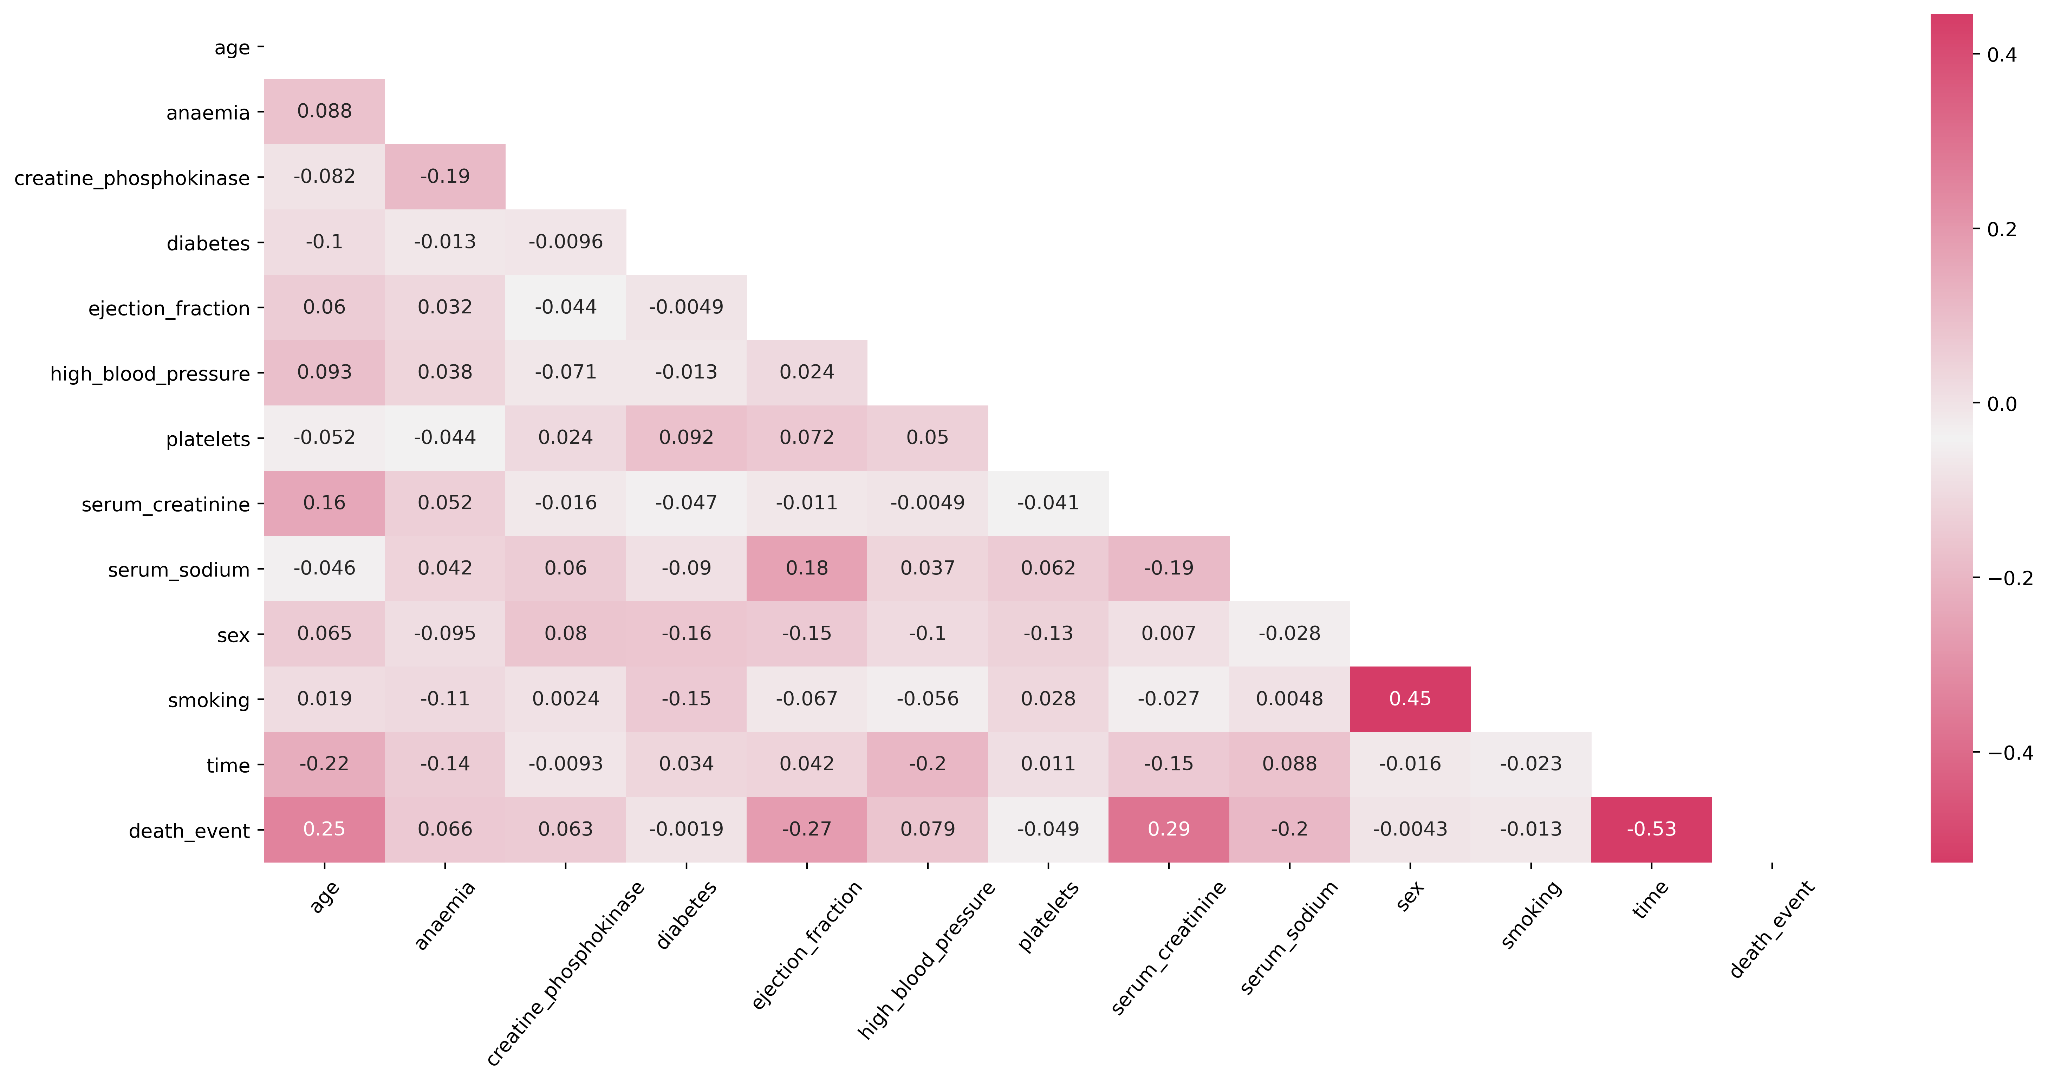 age
anaemia 0.088
creatine_phosphokinase -0.082 -0.19
diabetes -0.1 -0.013 -0.0096
ejection_fraction 0.06 0.032 -0.044 -0.0049
high_blood_pressure 0.093 0.038 -0.071 -0.013 0.024
platelets -0.052 -0.044 0.024 0.092 0.072 0.05
serum_creatinine 0.16 0.052 -0.016 -0.047 -0.011 -0.0049 -0.041
serum_sodium -0.046 0.042 0.06 -0.09 0.18 0.037 0.062 -0.19
sex 0.065 -0.095 0.08 -0.16 -0.15 -0.1 -0.13 0.007 -0.028
smoking 0.019 -0.11 0.0024 -0.15 -0.067 -0.056 0.028 -0.027 0.0048 0.45
time -0.22 -0.14 -0.0093 0.034 0.042 -0.2 0.011 -0.15 0.088 -0.016 -0.023
death_event 0.25 0.066 0.063 -0.0019 -0.27 0.079 -0.049 0.29 -0.2 -0.0043 -0.013 -0.53
age anaemia creatine_phosphokinase diabetes ejection_fraction high_blood_pressure platelets serum_creatinine serum_sodium sex smoking time death_event
0.4
0.2
0.0
−0.2
−0.4